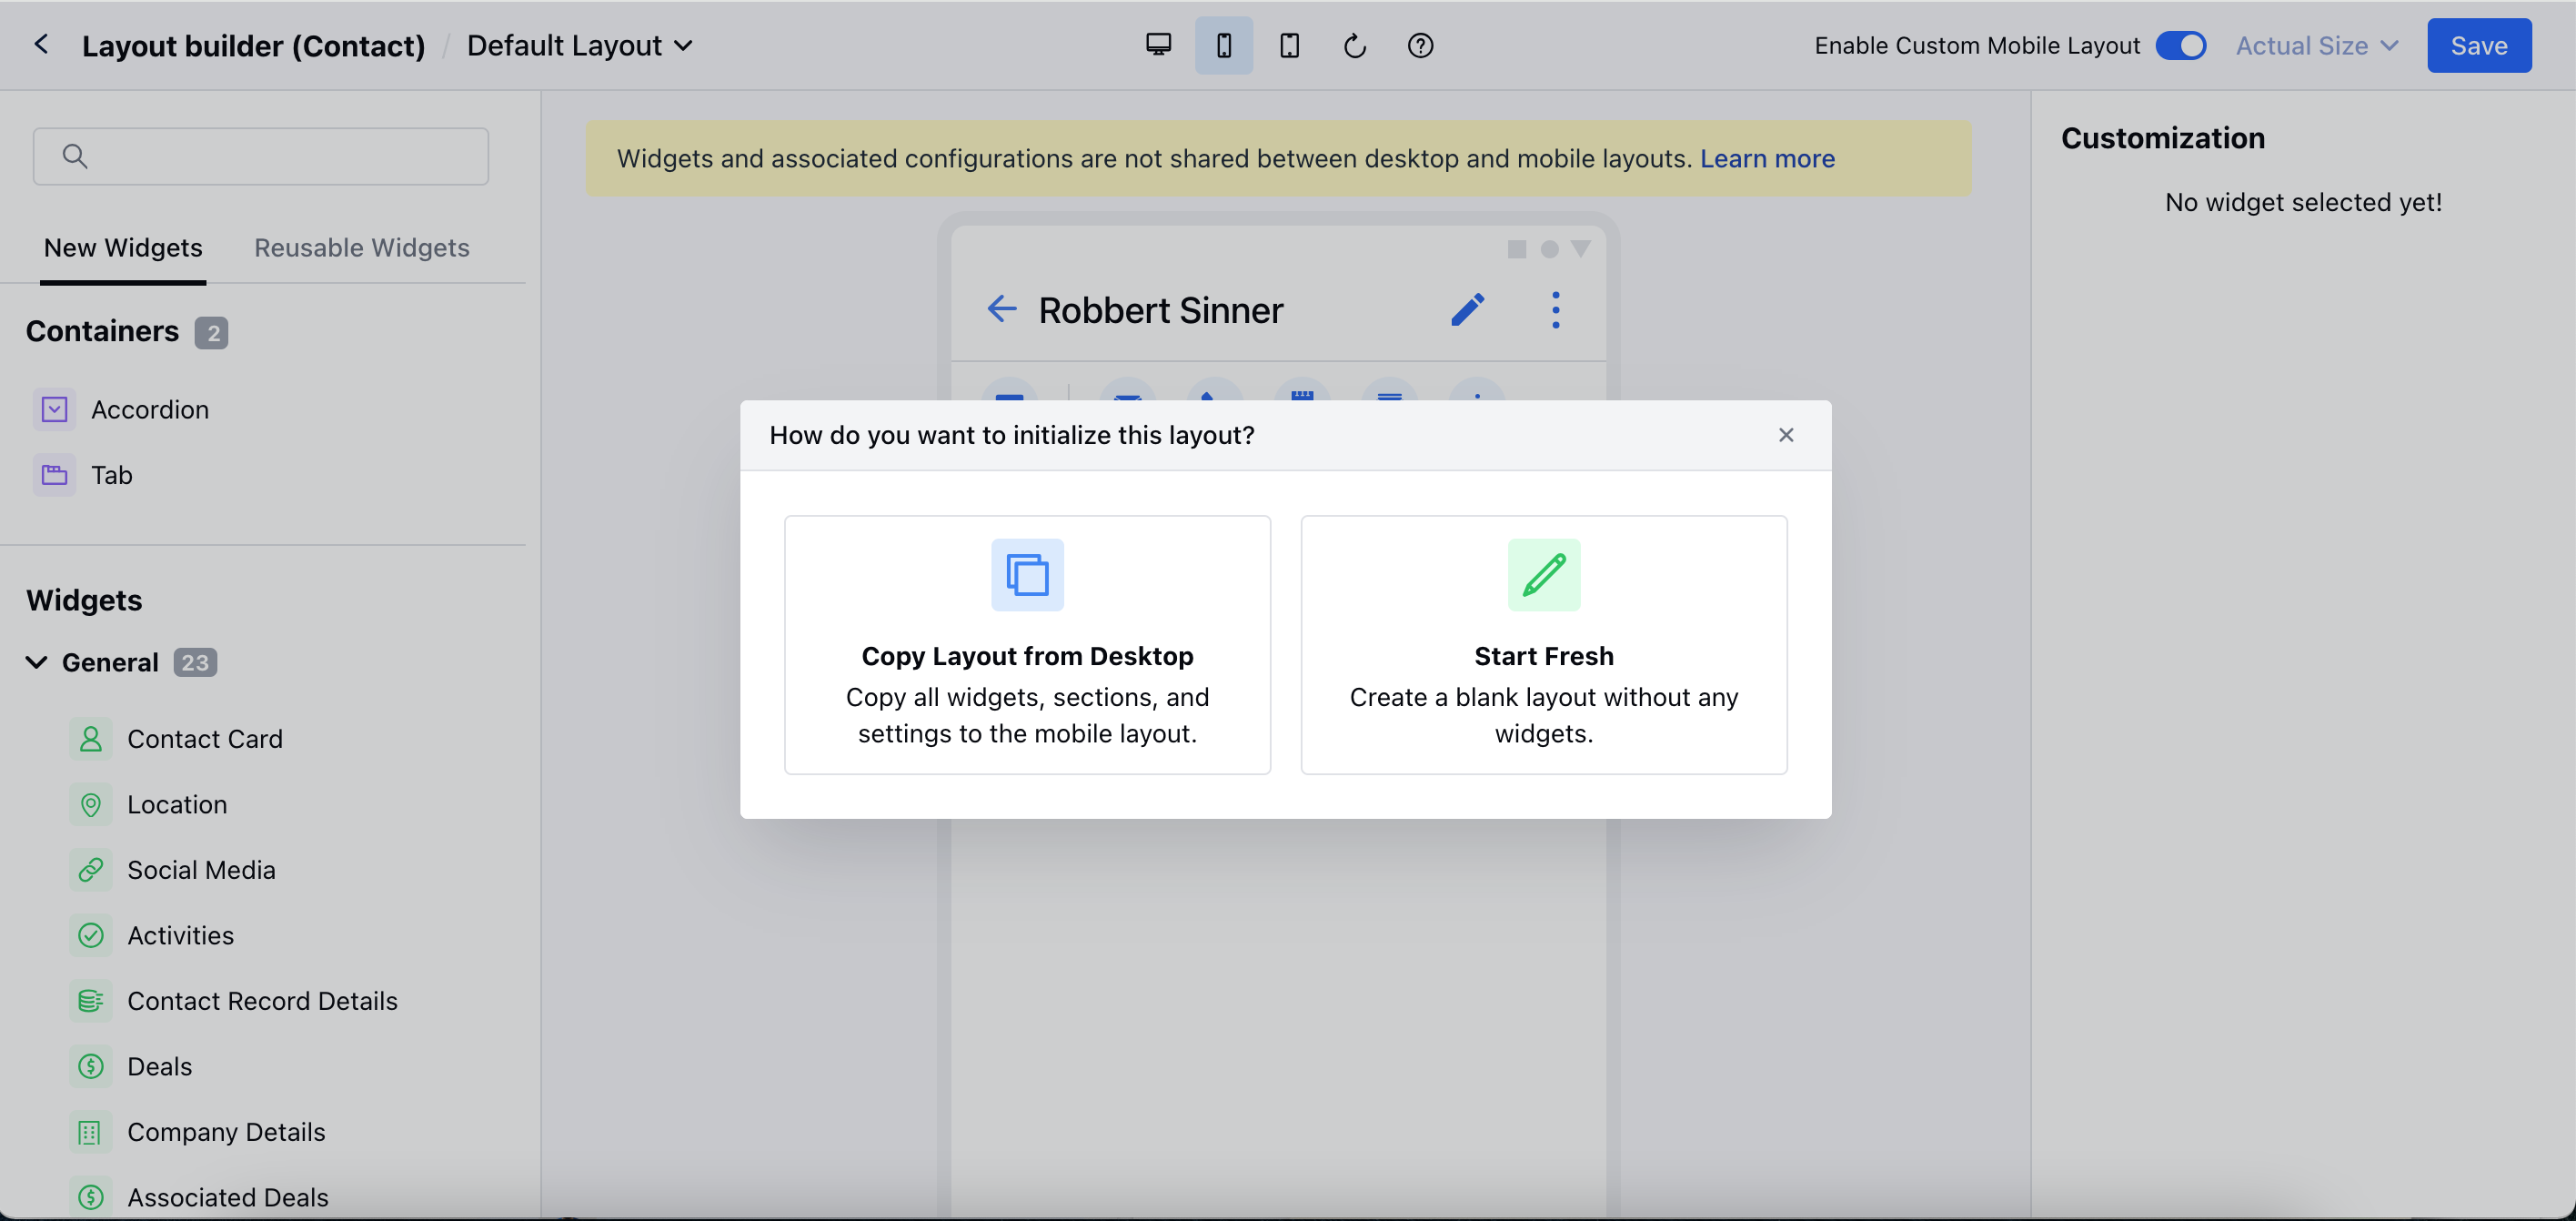 Layout builder (Contact) / Default Layout
Enable Custom Mobile Layout
Actual Size
Save
New Widgets
Reusable Widgets
Containers 2
Accordion
Tab
Widgets
General 23
Contact Card
Location
Social Media
Activities
Contact Record Details
Deals
Company Details
Associated Deals
Widgets and associated configurations are not shared between desktop and mobile layouts. Learn more
Robbert Sinner
How do you want to initialize this layout?
Copy Layout from Desktop
Copy all widgets, sections, and
settings to the mobile layout.
Start Fresh
Create a blank layout without any
widgets.
Customization
No widget selected yet!